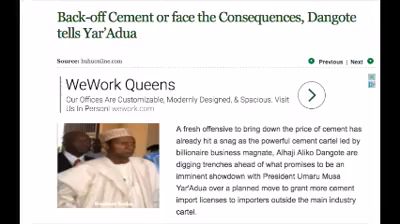 Back-off Cement or face the Consequences, Dangote
tells Yar'Adua
Source: huhuonline.com
Previous | Next
WeWork Queens
Our Offices Are Customizable, Modernly Designed, & Spacious. Visit
Us In Person! wework.com
A fresh offensive to bring down the price of cement has
already hit a snag as the powerful cement cartel led by
billionaire business magnate, Alhaji Aliko Dangote are
digging trenches ahead of what promises to be an
imminent showdown with President Umaru Musa
Yar'Adua over a planned move to grant more cement
import licenses to importers outside the main industry
cartel.